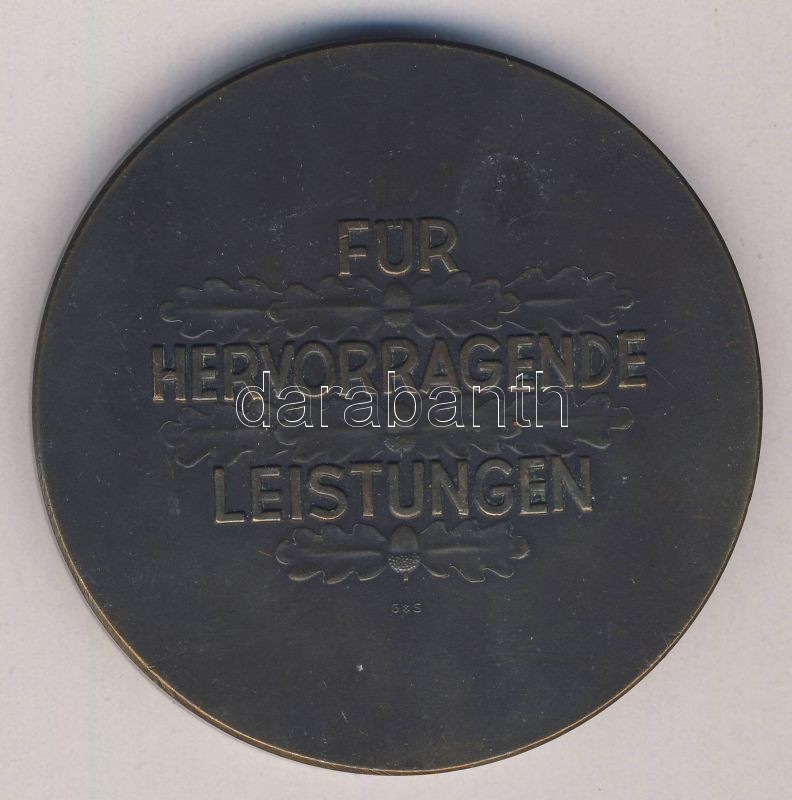 FÜR
HERVORRAGENDE
darabanth
LEISTUNGEN
G&S